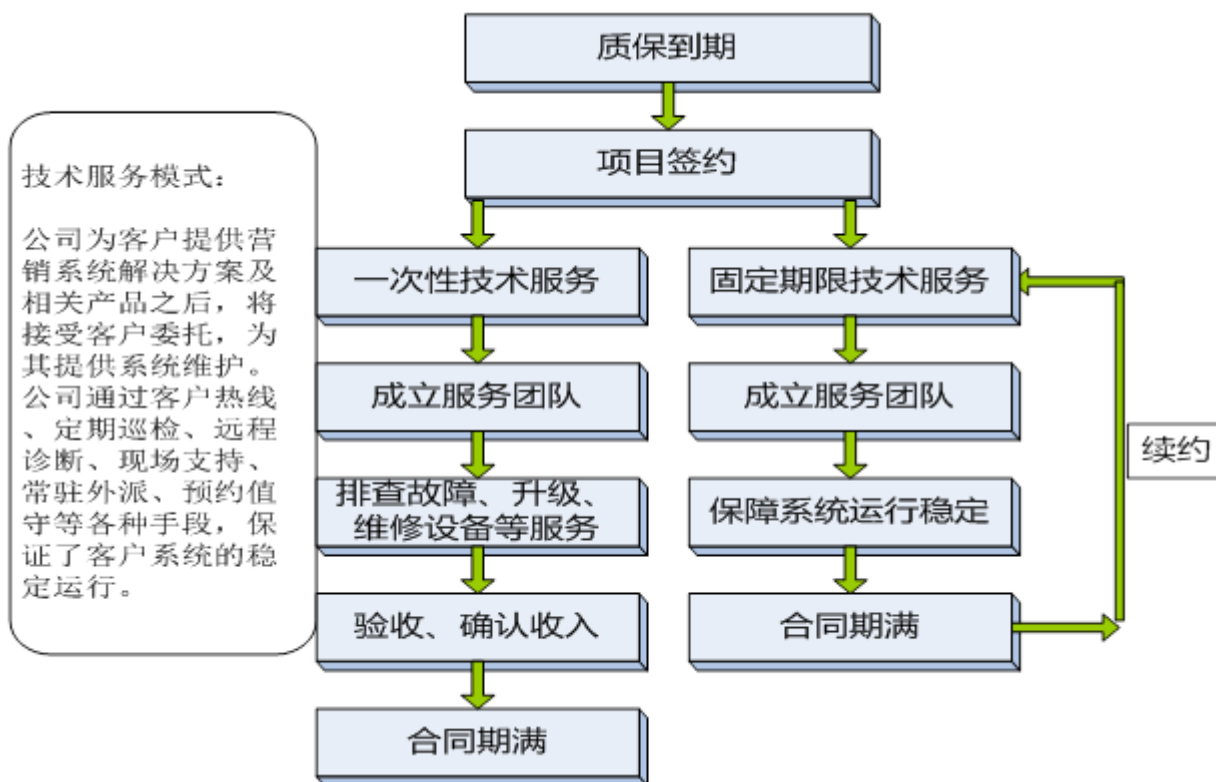 质保到期
项目签约
技术服务模式：
公司为客户提供营
销系统解决方案及
相关产品之后，将
接受客户委托，为
其提供系统维护。
公司通过客户热线
、定期巡检、远程
诊断、现场支持、
常驻外派、预约值
守等各种手段，保
证了客户系统的稳
定运行。
一次性技术服务
固定期限技术服务
成立服务团队
成立服务团队
排查故障、升级、
维修设备等服务
保障系统运行稳定
续约
验收、确认收入
合同期满
合同期满